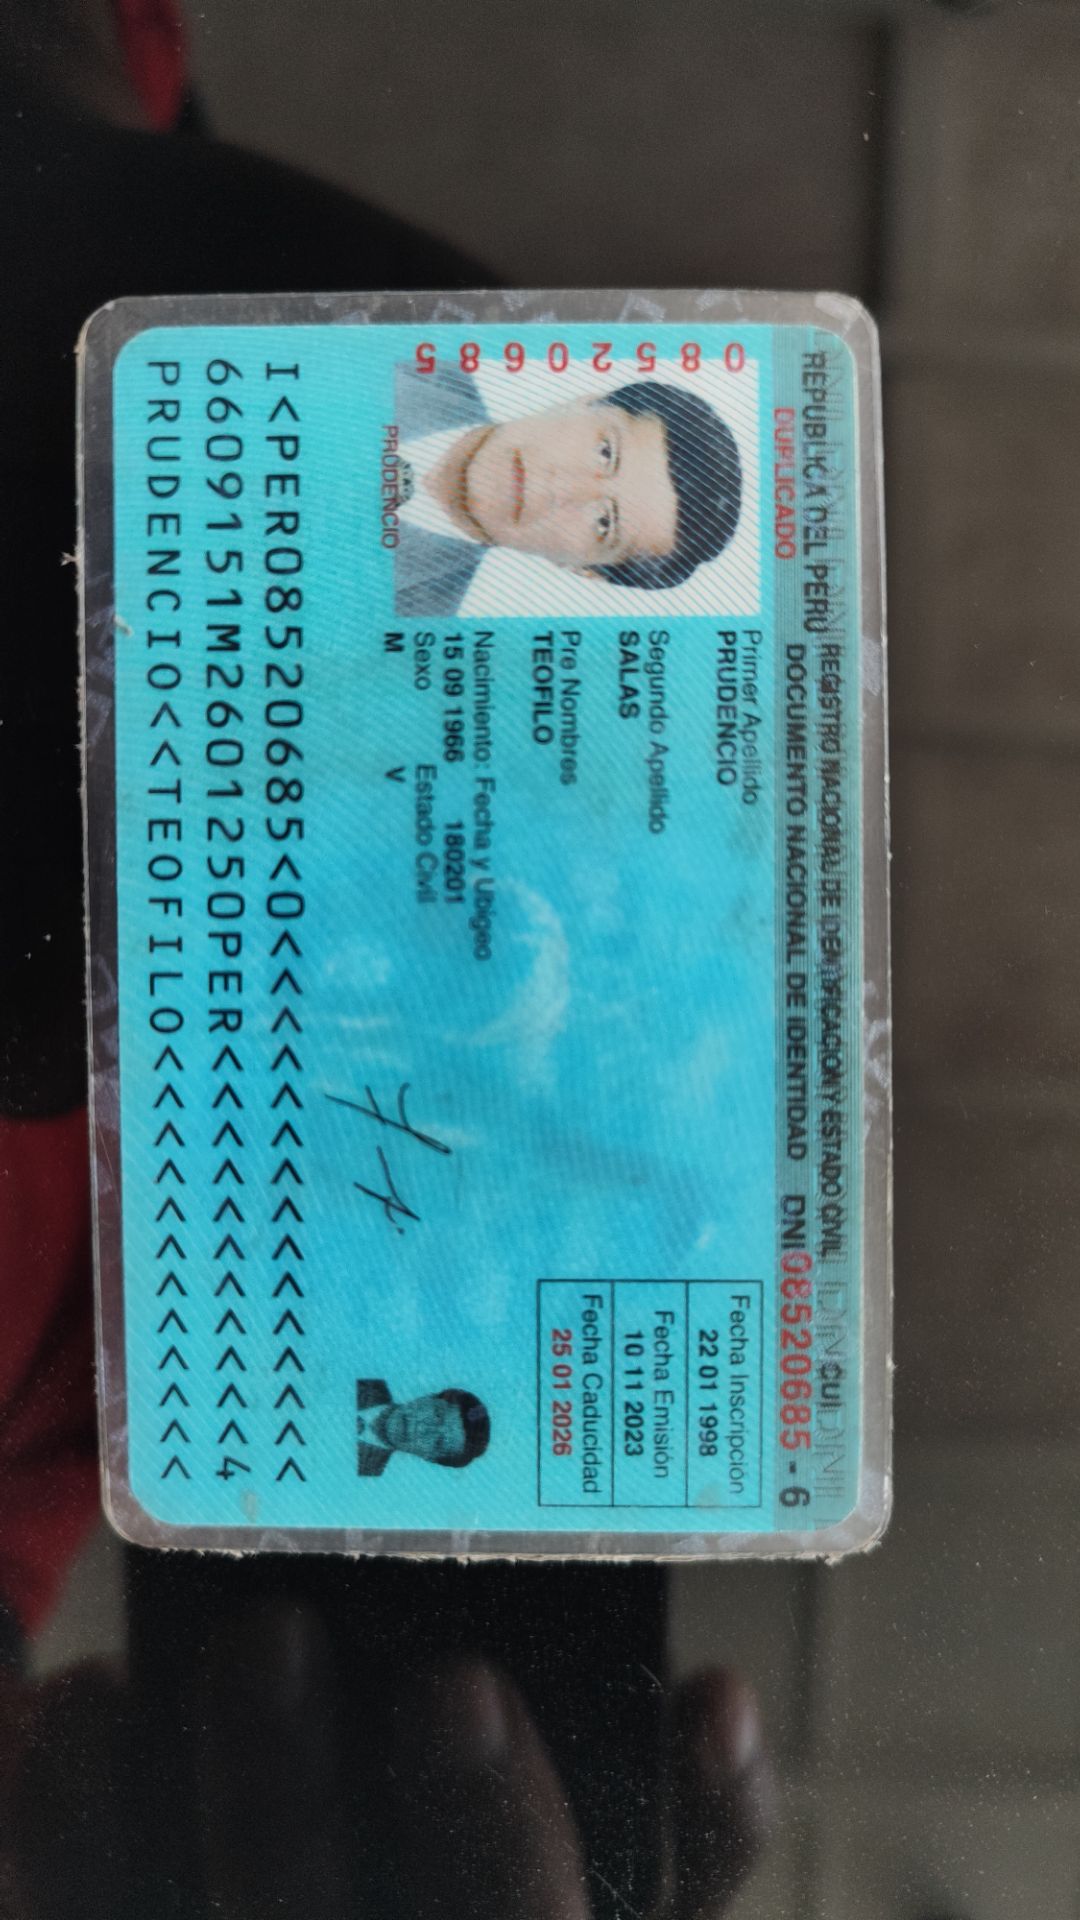 REPUBLICA DEL PERU REGISTRO NACIONAL DE IDENTIFICACION Y ESTADO CIVIL CUI
DUPLICADO DOCUMENTO NACIONAL DE IDENTIDAD DNI 08520685 - 6
08520685
Primer Apellido
PRUDENCIO
Segundo Apellido
SALAS
Pre Nombres
TEOFILO
Nacimiento: Fecha y Ubigeo
15 09 1966 180201
Sexo Estado Civil
M V
Fecha Inscripción
22 01 1998
Fecha Emisión
10 11 2023
Fecha Caducidad
25 01 2026
PRUDENCIO
I<PER08520685<0<<<<<<<<<<<<<<<
6609151M2601250PER<<<<<<<<<<<4
PRUDENCIO<<TEOFILO<<<<<<<<<<<<